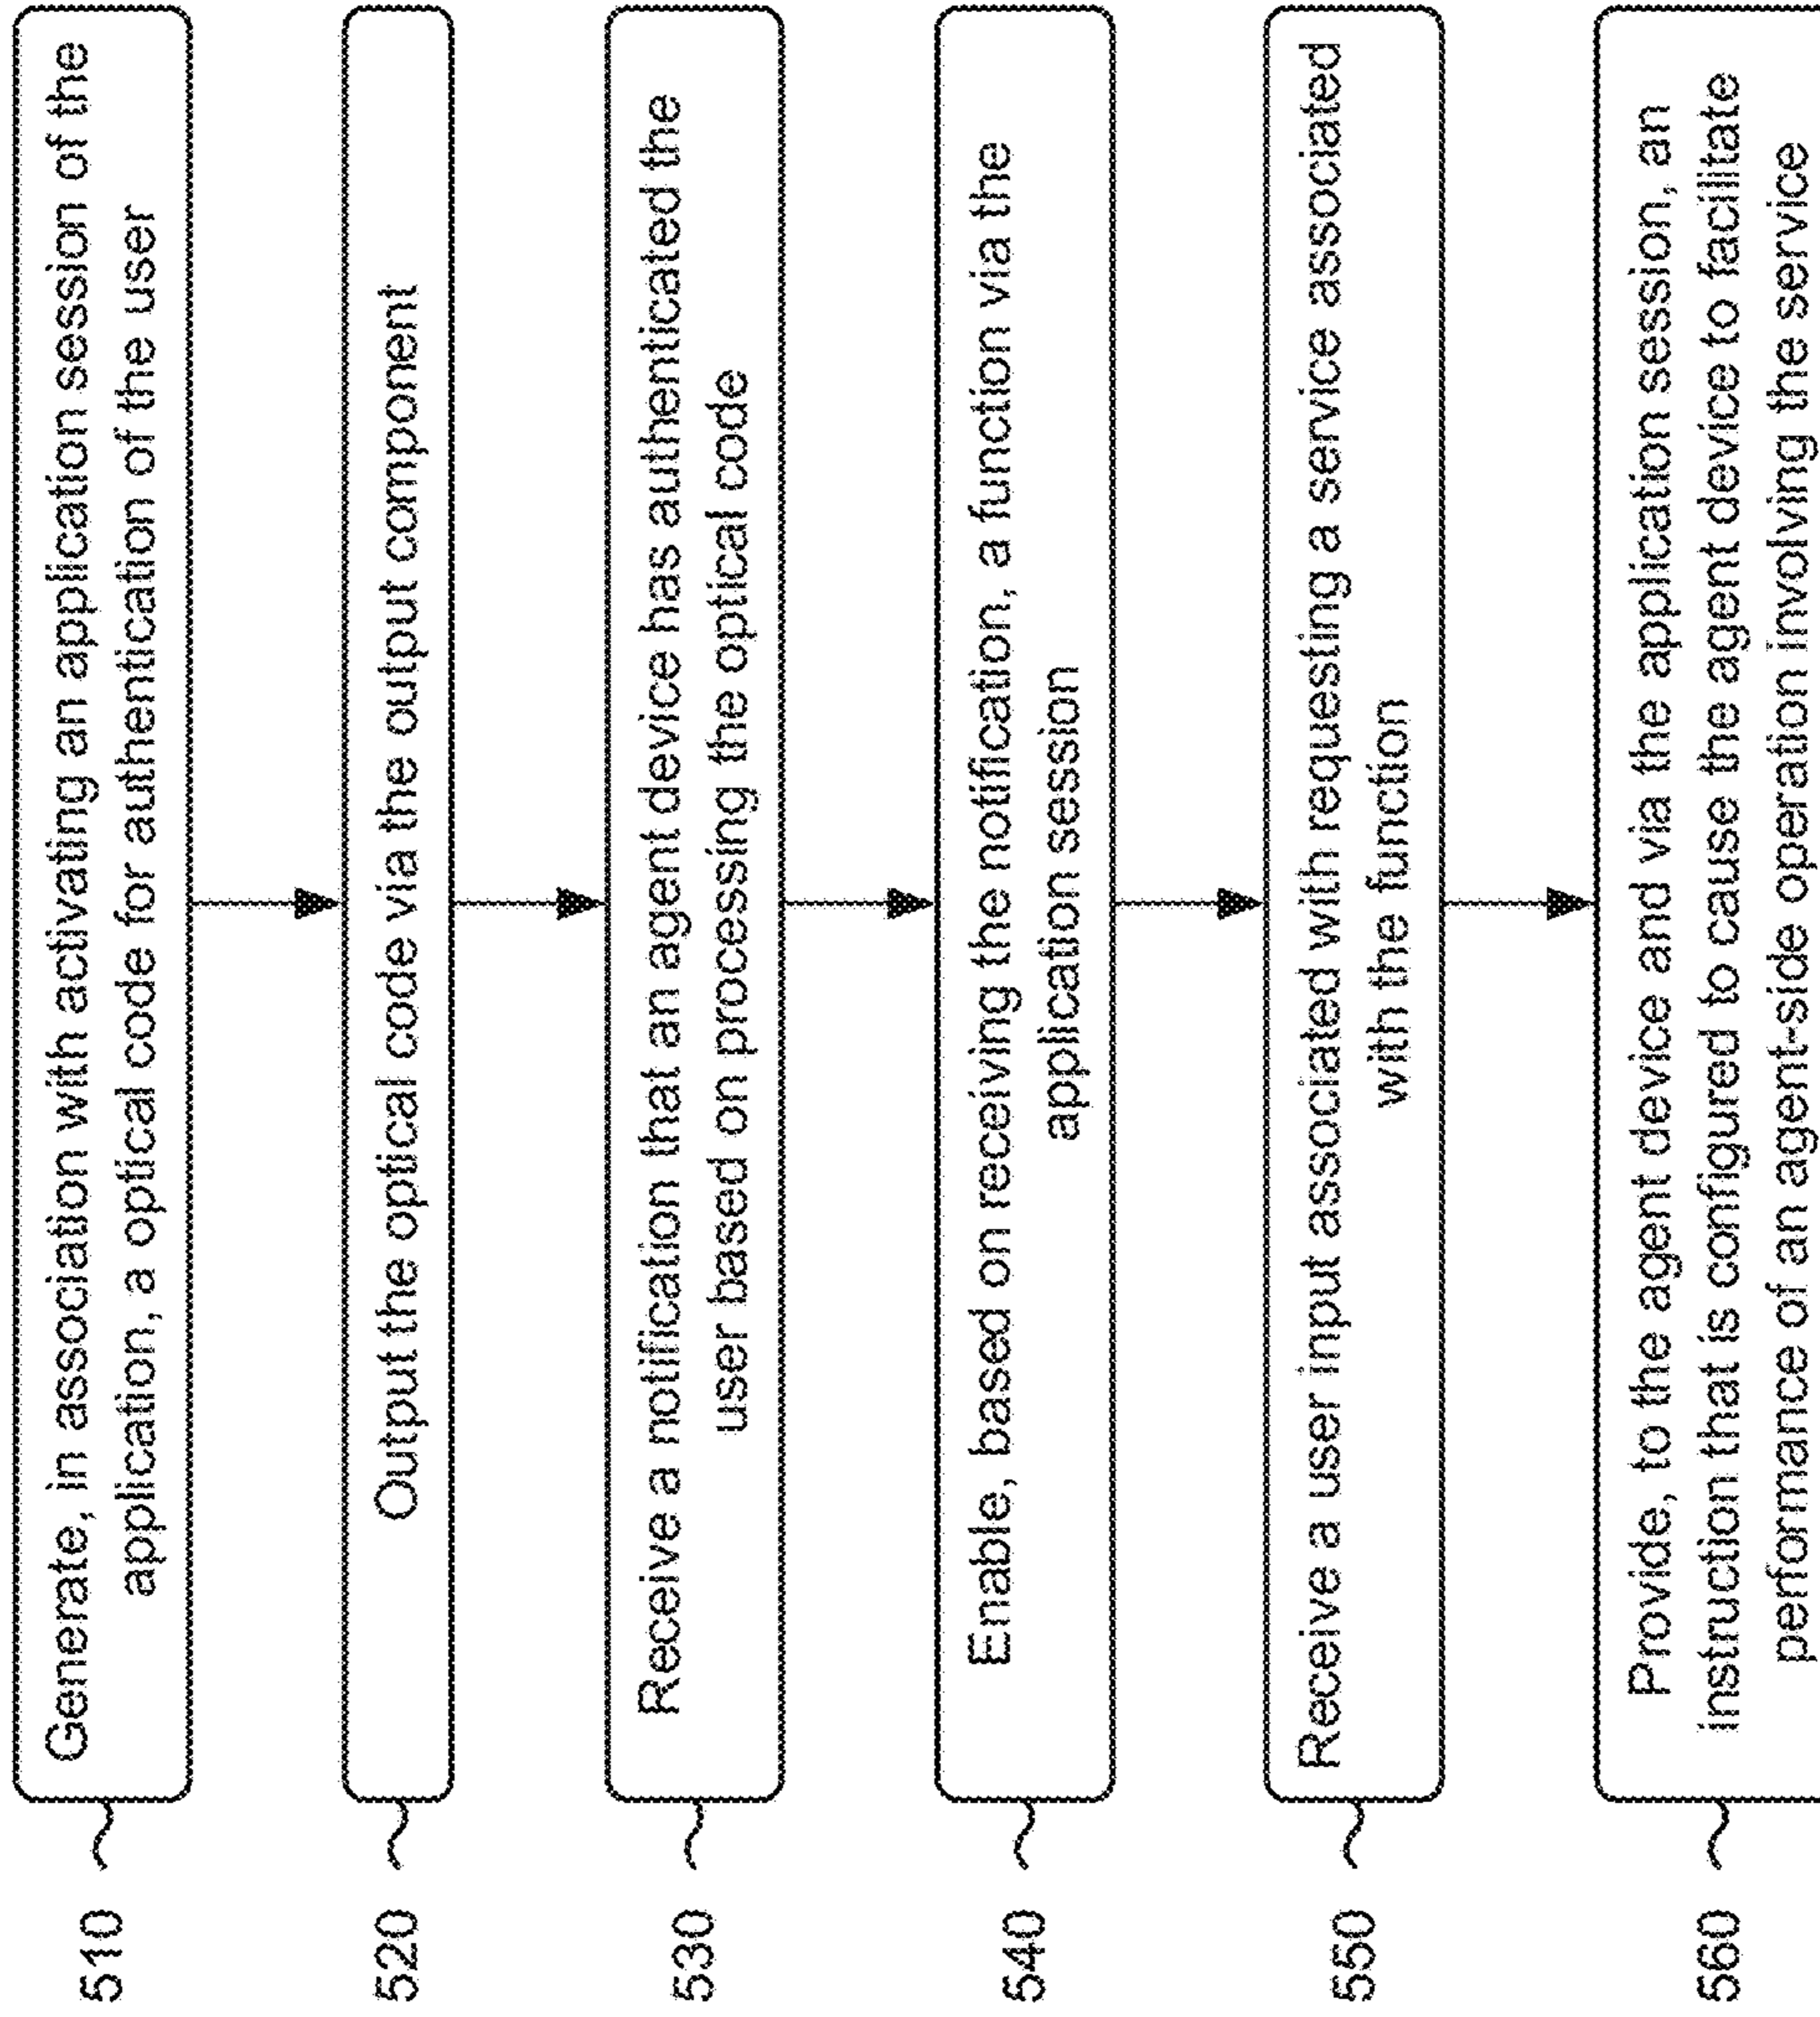 510
Generate, in association with activating an application session of the
application, a optical code for authentication of the user
520
Output the optical code via the output component
530
Receive a notification that an agent device has authenticated the
user based on processing the optical code
540
Enable, based on receiving the notification, a function via the
application session
550
Receive a user input associated with requesting a service associated
with the function
560
Provide, to the agent device and via the application session, an
instruction that is configured to cause the agent device to facilitate
performance of an agent-side operation involving the service